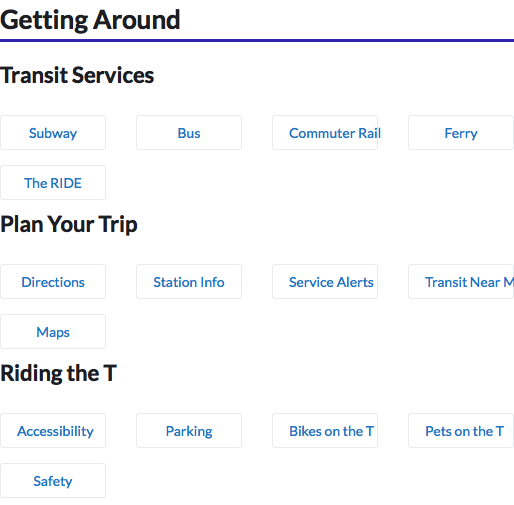 Getting Around
Transit Services
Subway Bus Commuter Rail Ferry
The RIDE
Plan Your Trip
Directions Station Info Service Alerts Transit Near M
Maps
Riding the T
Accessibility Parking Bikes on the T Pets on the T
Safety